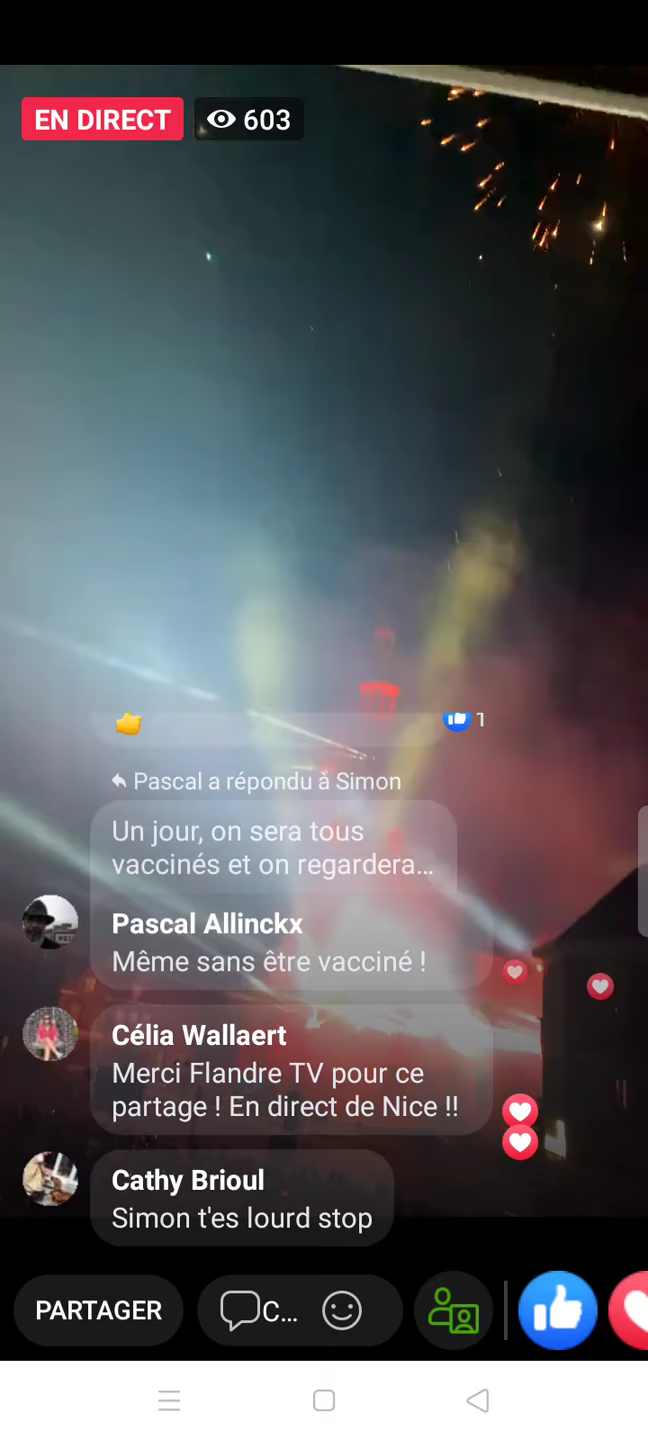 EN DIRECT
603
1
Pascal a répondu à Simon
Un jour, on sera tous
vaccinés et on regardera...
Pascal Allinckx
Même sans être vacciné !
Célia Wallaert
Merci Flandre TV pour ce
partage ! En direct de Nice !!
Cathy Brioul
Simon t'es lourd stop
PARTAGER
C...